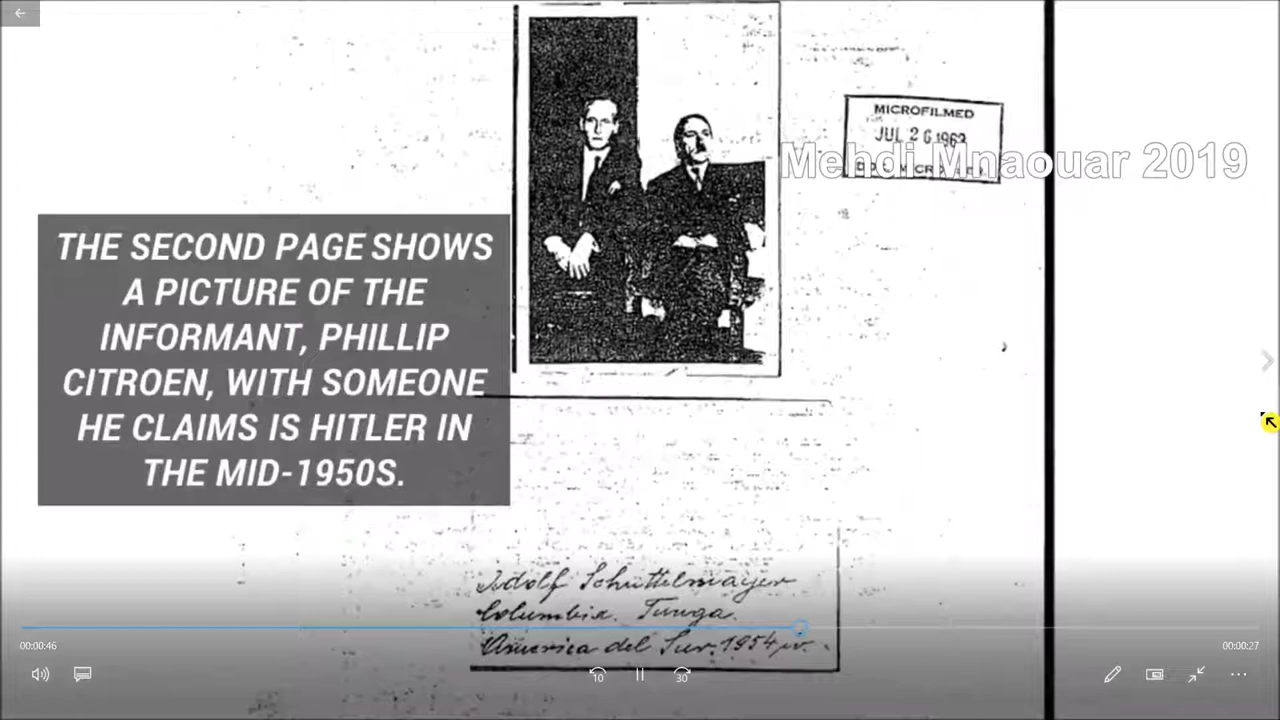 MICROFILMED
JUL 26 1963
Mehdi Mnaouar 2019
THE SECOND PAGE SHOWS
A PICTURE OF THE
INFORMANT, PHILLIP
CITROEN, WITH SOMEONE
HE CLAIMS IS HITLER IN
THE MID-1950S.
Adolf Schüttelmayer
Columbia. Tunga.
America del Sur. 1954
00:00:46
00:00:27
10
30